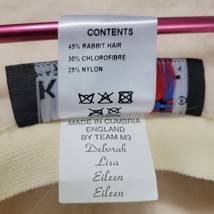 CONTENTS
45% RABBIT HAIR
30% CHLOROFIBRE
25% NYLON
K
MADE IN CUMBRIA
ENGLAND
BY TEAM M3
Deborah
Lisa
Eileen
Eileen